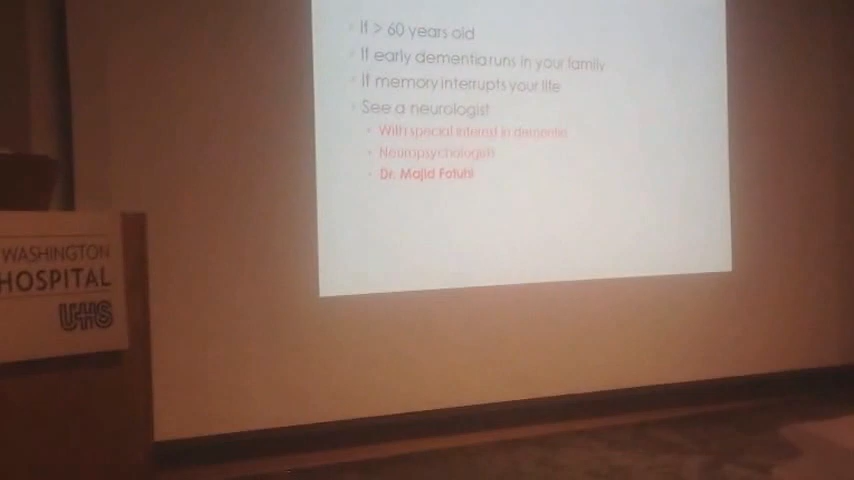 If > 60 years old
If early dementia runs in your family
If memory interrupts your life
See a neurologist
With special interest in dementia
Neuropsychologists
Dr. Majid Fotuhi
WASHINGTON
HOSPITAL
UHS